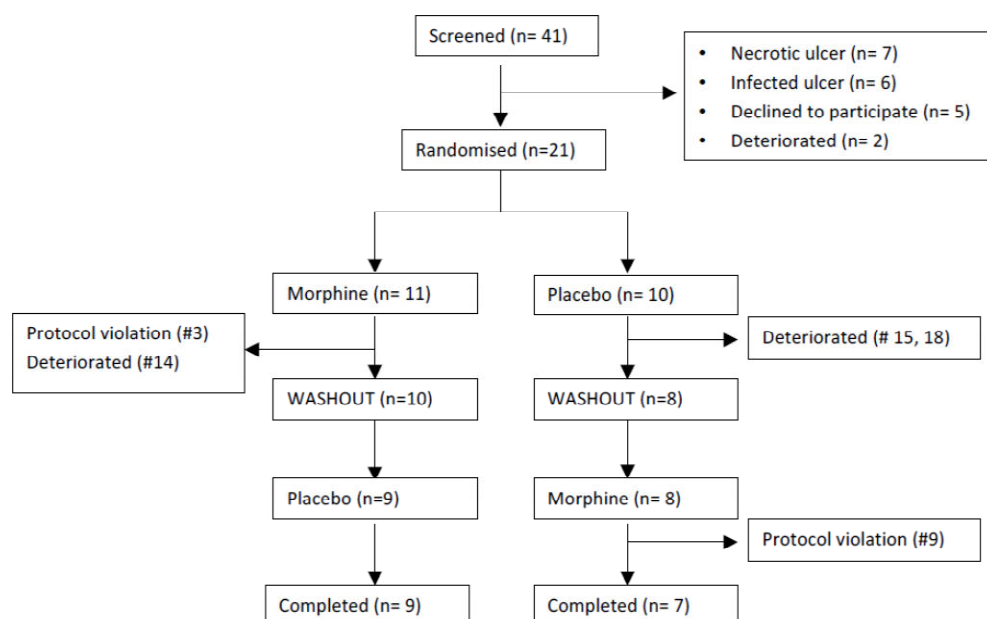 Screened (n= 41)
• Necrotic ulcer (n= 7)
• Infected ulcer (n= 6)
• Declined to participate (n= 5)
• Deteriorated (n= 2)
Randomised (n=21)
Morphine (n= 11)
Placebo (n= 10)
Protocol violation (#3)
Deteriorated (#14)
Deteriorated (# 15, 18)
WASHOUT (n=10)
WASHOUT (n=8)
Placebo (n=9)
Morphine (n= 8)
Protocol violation (#9)
Completed (n= 9)
Completed (n= 7)